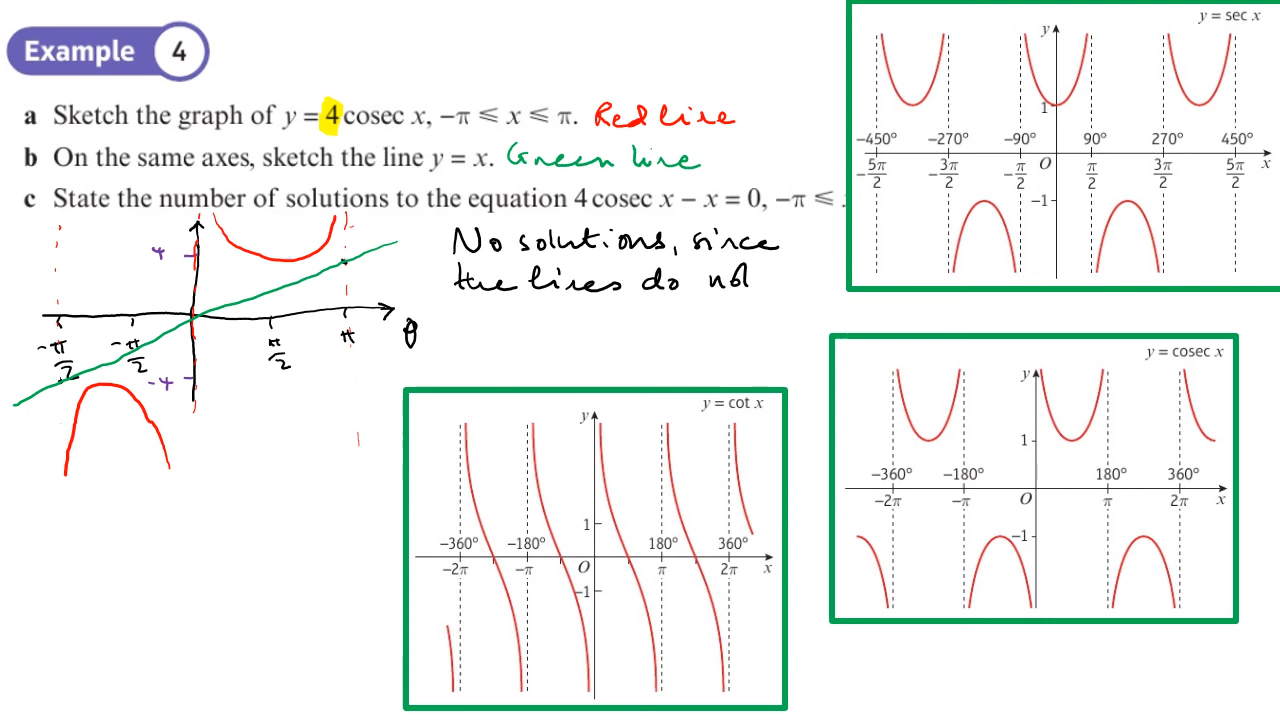 Example 4
a Sketch the graph of y = 4 cosec x, −π ⩽ x ⩽ π. Red line
b On the same axes, sketch the line y = x. Green line
c State the number of solutions to the equation 4 cosec x − x = 0, −π ⩽
No solutions, since
the lines do not
4
-4
-π/2
-π/2
π/2
π
θ
y = sec x
y
1
−450° −270° −90° 90° 270° 450°
−5π/2 −3π/2 −π/2 O π/2 3π/2 5π/2 x
−1
y = cot x
y
1
−360° −180° 180° 360°
−2π −π O π 2π x
−1
y = cosec x
y
1
−360° −180° 180° 360°
−2π −π O π 2π x
−1